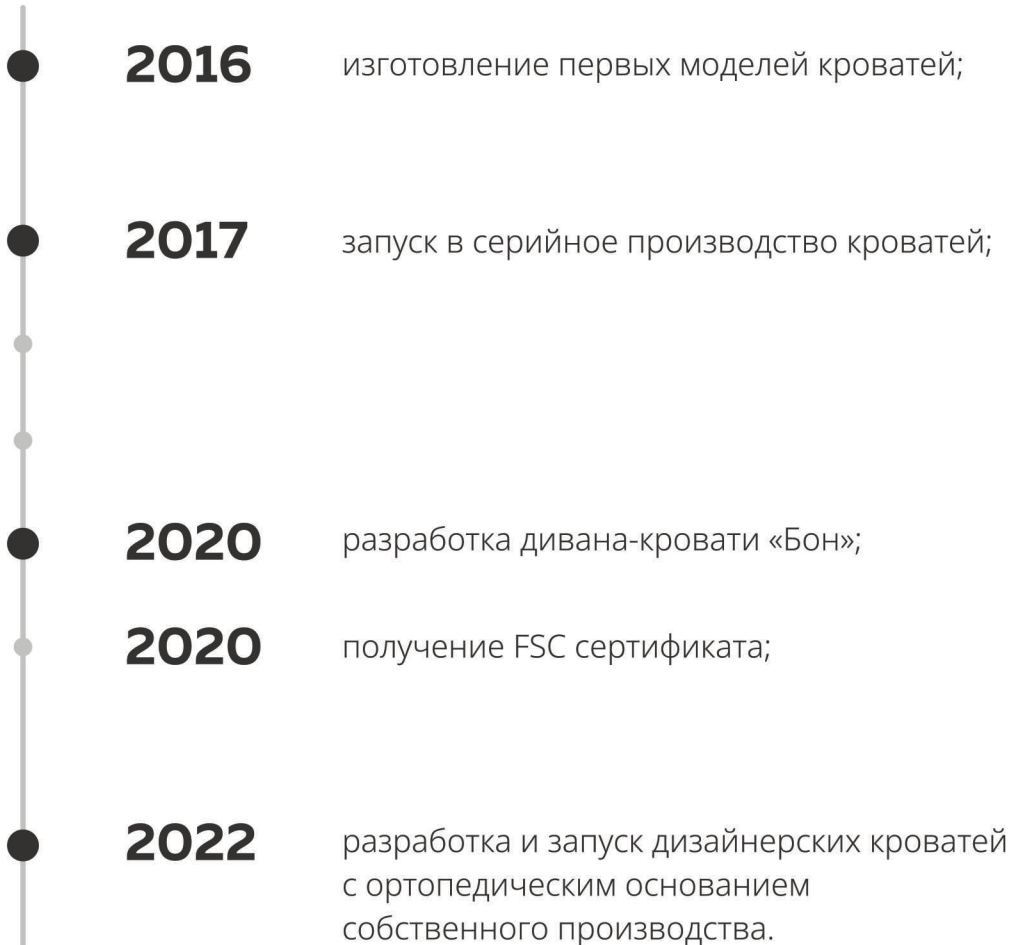 2016 изготовление первых моделей кроватей;
2017 запуск в серийное производство кроватей;
2020 разработка дивана-кровати «Бон»;
2020 получение FSC сертификата;
2022 разработка и запуск дизайнерских кроватей
с ортопедическим основанием
собственного производства.